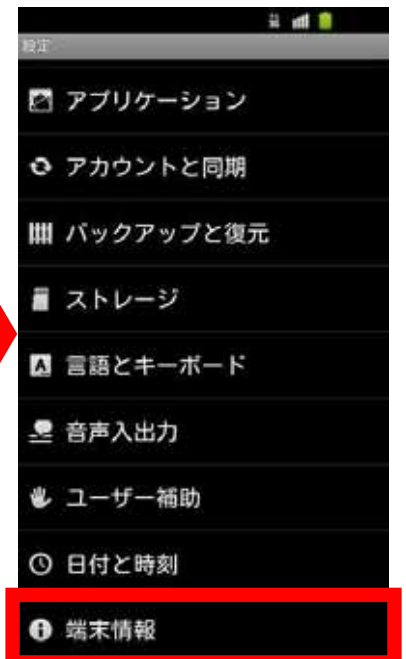 設定
アプリケーション
アカウントと同期
バックアップと復元
ストレージ
言語とキーボード
音声入出力
ユーザー補助
日付と時刻
端末情報